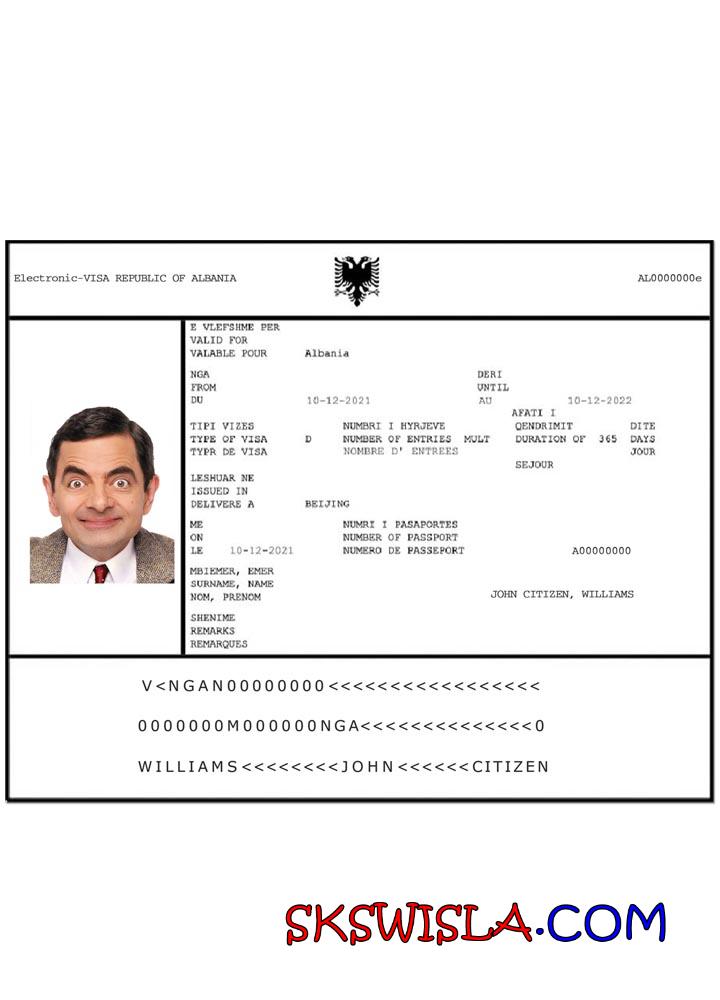 Electronic-VISA REPUBLIC OF ALBANIA AL0000000e
E VLEFSHME PER
VALID FOR
VALABLE POUR Albania
NGA DERI
FROM UNTIL
DU 10-12-2021 AU 10-12-2022
AFATI I
TIPI VIZES NUMBRI I HYRJEVE QENDRIMIT DITE
TYPE OF VISA D NUMBER OF ENTRIES MULT DURATION OF 365 DAYS
TYPR DE VISA NOMBRE D' ENTREES JOUR
SEJOUR
LESHUAR NE
ISSUED IN
DELIVERE A BEIJING
ME NUMRI I PASAPORTES
ON NUMBER OF PASSPORT
LE 10-12-2021 NUMERO DE PASSEPORT A00000000
MBIEMER, EMER
SURNAME, NAME
NOM, PRENOM JOHN CITIZEN, WILLIAMS
SHENIME
REMARKS
REMARQUES
V<NGAN00000000<<<<<<<<<<<<<<<<<<
0000000M000000NGA<<<<<<<<<<<<<<0
WILLIAMS<<<<<<<<JOHN<<<<<<CITIZEN
SKSWISLA.COM